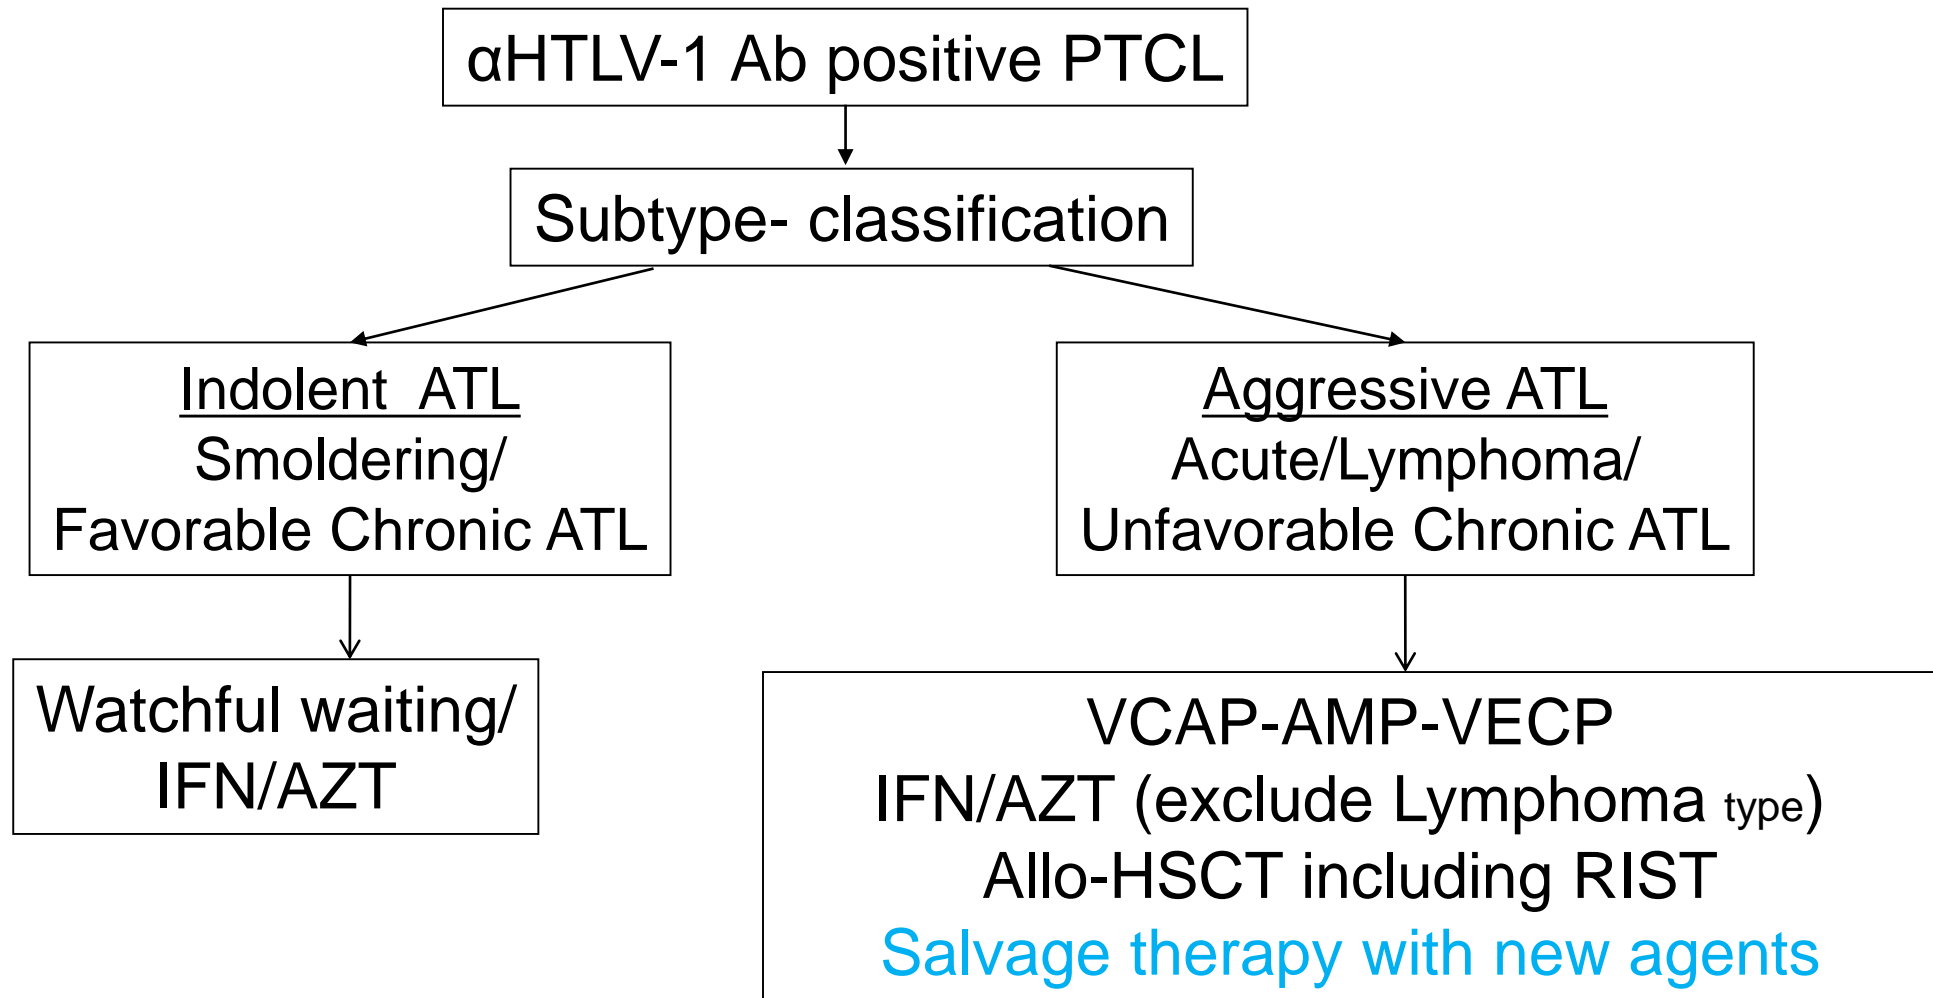 αHTLV-1 Ab positive PTCL
Subtype- classification
Indolent ATL
Smoldering/
Favorable Chronic ATL
Aggressive ATL
Acute/Lymphoma/
Unfavorable Chronic ATL
Watchful waiting/
IFN/AZT
VCAP-AMP-VECP
IFN/AZT (exclude Lymphoma type)
Allo-HSCT including RIST
Salvage therapy with new agents